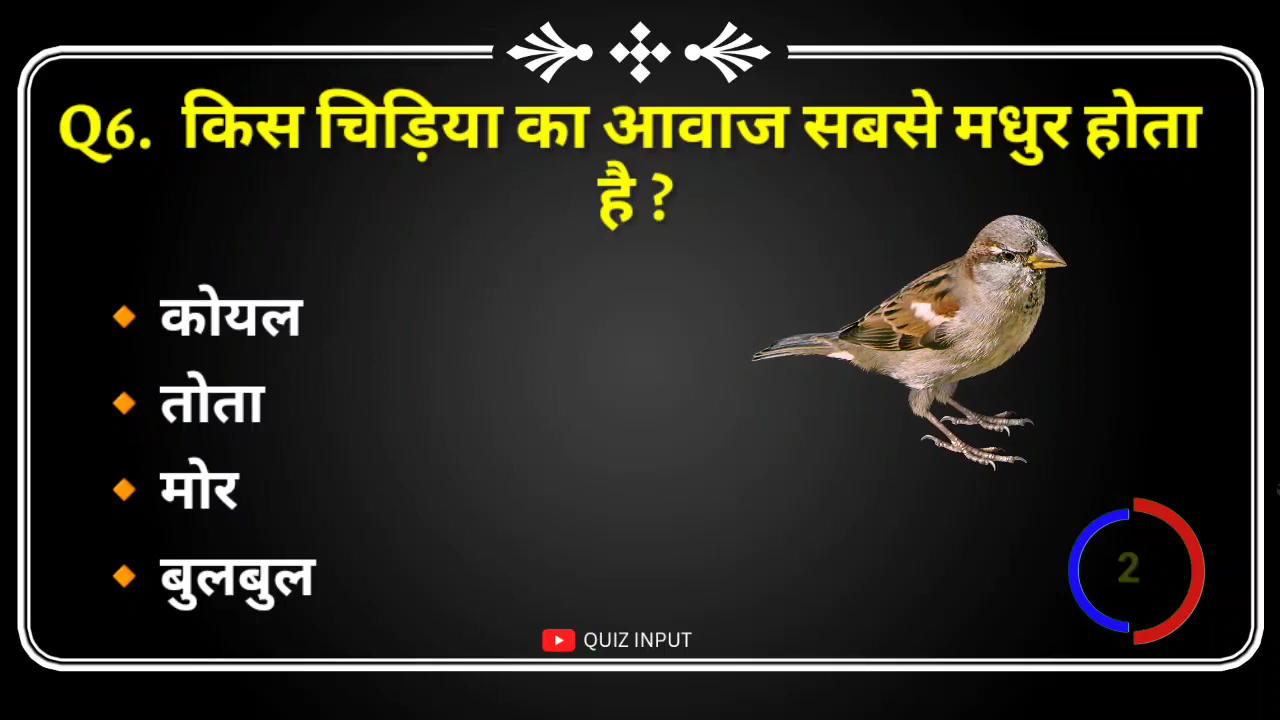 Q6. किस चिड़िया का आवाज सबसे मधुर होता
है ?
कोयल
तोता
मोर
बुलबुल
2
QUIZ INPUT